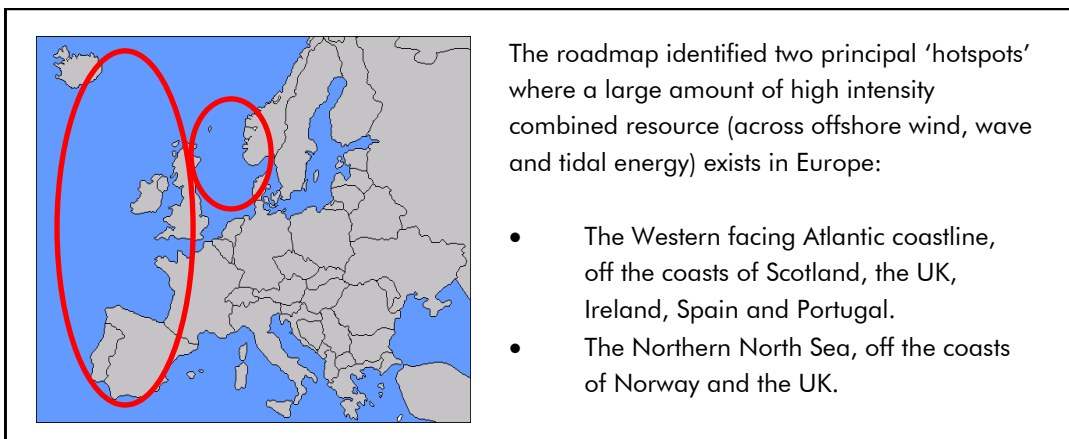 The roadmap identified two principal ‘hotspots’
where a large amount of high intensity
combined resource (across offshore wind, wave
and tidal energy) exists in Europe:
• The Western facing Atlantic coastline,
off the coasts of Scotland, the UK,
Ireland, Spain and Portugal.
• The Northern North Sea, off the coasts
of Norway and the UK.